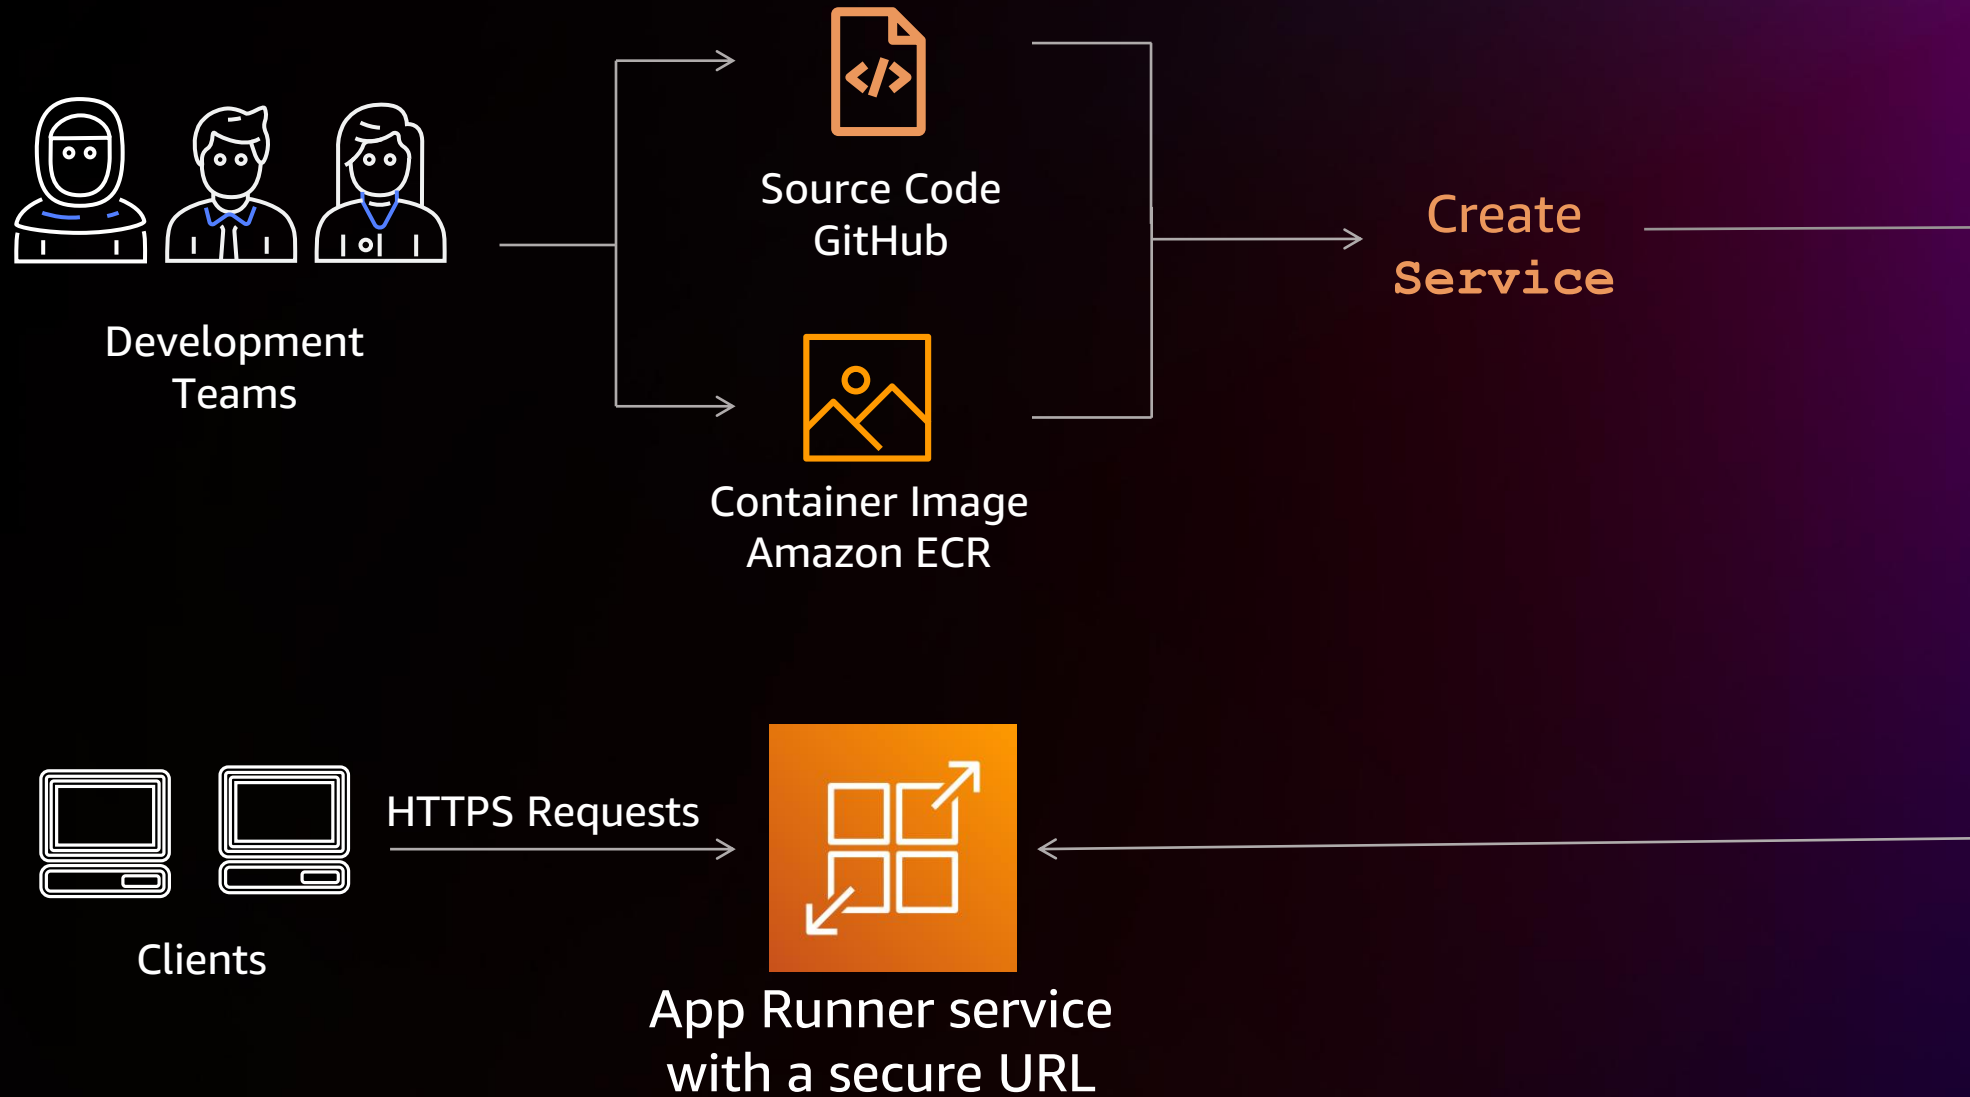 Development
Teams
Source Code
GitHub
Container Image
Amazon ECR
Create
Service
Clients
HTTPS Requests
App Runner service
with a secure URL